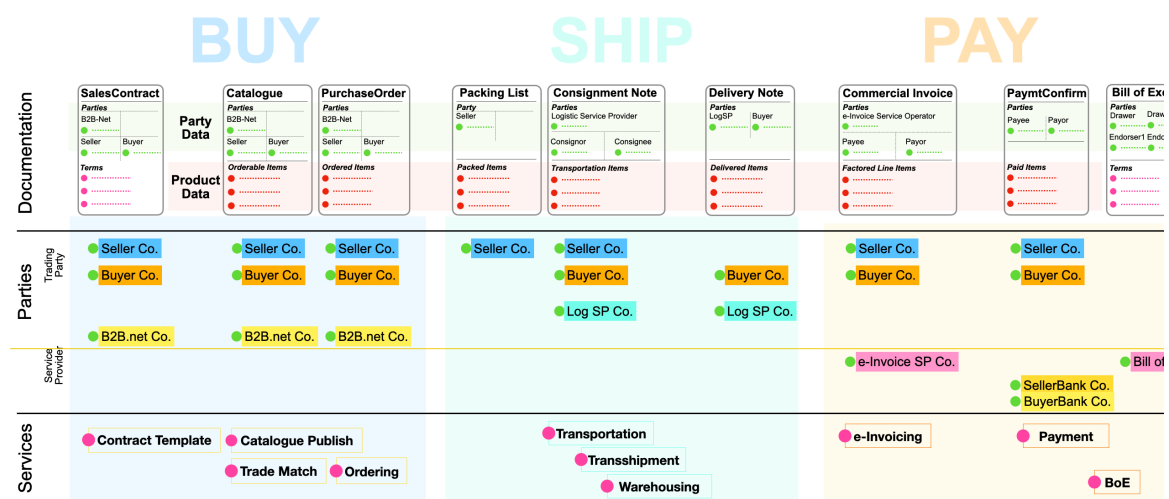 BUY
SHIP
PAY
Documentation
SalesContract
Parties
B2B-Net
Seller
Buyer
Terms
Party
Data
Product
Data
Catalogue
Parties
B2B-Net
Seller
Buyer
Orderable Items
PurchaseOrder
Parties
B2B-Net
Seller
Buyer
Ordered Items
Packing List
Party
Seller
Packed Items
Consignment Note
Parties
Logistic Service Provider
Consignor
Consignee
Transportation Items
Delivery Note
Parties
LogSP
Buyer
Delivered Items
Commercial Invoice
Parties
e-Invoice Service Operator
Payee
Payor
Factored Line Items
PaymtConfirm
Parties
Payee
Payor
Paid Items
Bill of Exc
Parties
Drawer
Draw
Endorser1
Endo
Terms
Parties
Trading
Party
Seller Co.
Seller Co.
Seller Co.
Seller Co.
Seller Co.
Seller Co.
Seller Co.
Buyer Co.
Buyer Co.
Buyer Co.
Buyer Co.
Buyer Co.
Buyer Co.
Buyer Co.
Log SP Co.
Log SP Co.
B2B.net Co.
B2B.net Co.
B2B.net Co.
Service
Provider
e-Invoice SP Co.
Bill of
SellerBank Co.
BuyerBank Co.
Services
Contract Template
Catalogue Publish
Trade Match
Ordering
Transportation
Transshipment
Warehousing
e-Invoicing
Payment
BoE